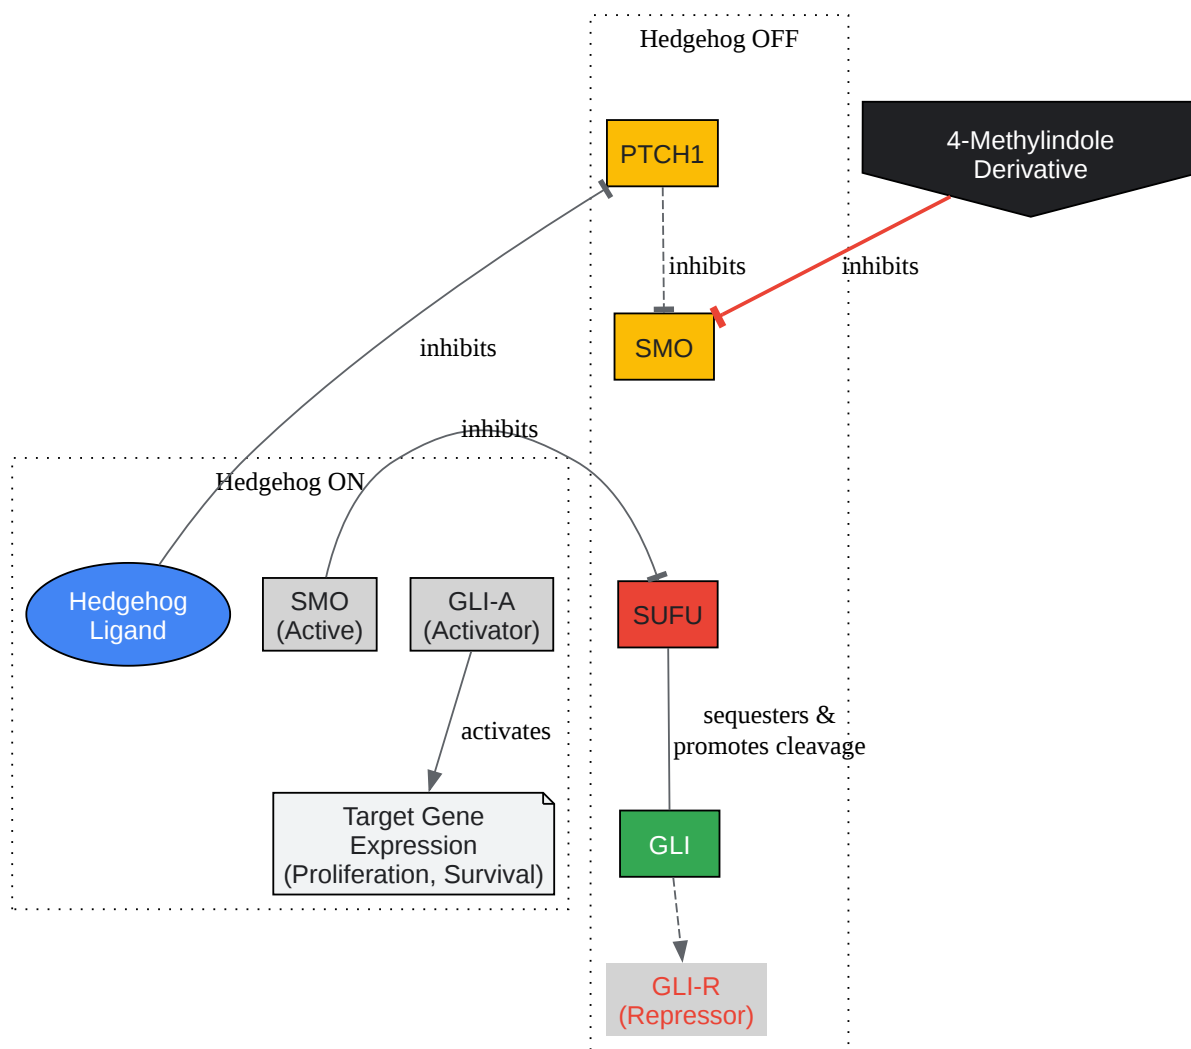 Hedgehog OFF
PTCH1
4-Methylindole
Derivative
inhibits
inhibits
SMO
inhibits
inhibits
Hedgehog ON
Hedgehog
Ligand
SMO
(Active)
GLI-A
(Activator)
SUFU
activates
sequesters &
promotes cleavage
Target Gene
Expression
(Proliferation, Survival)
GLI
GLI-R
(Repressor)